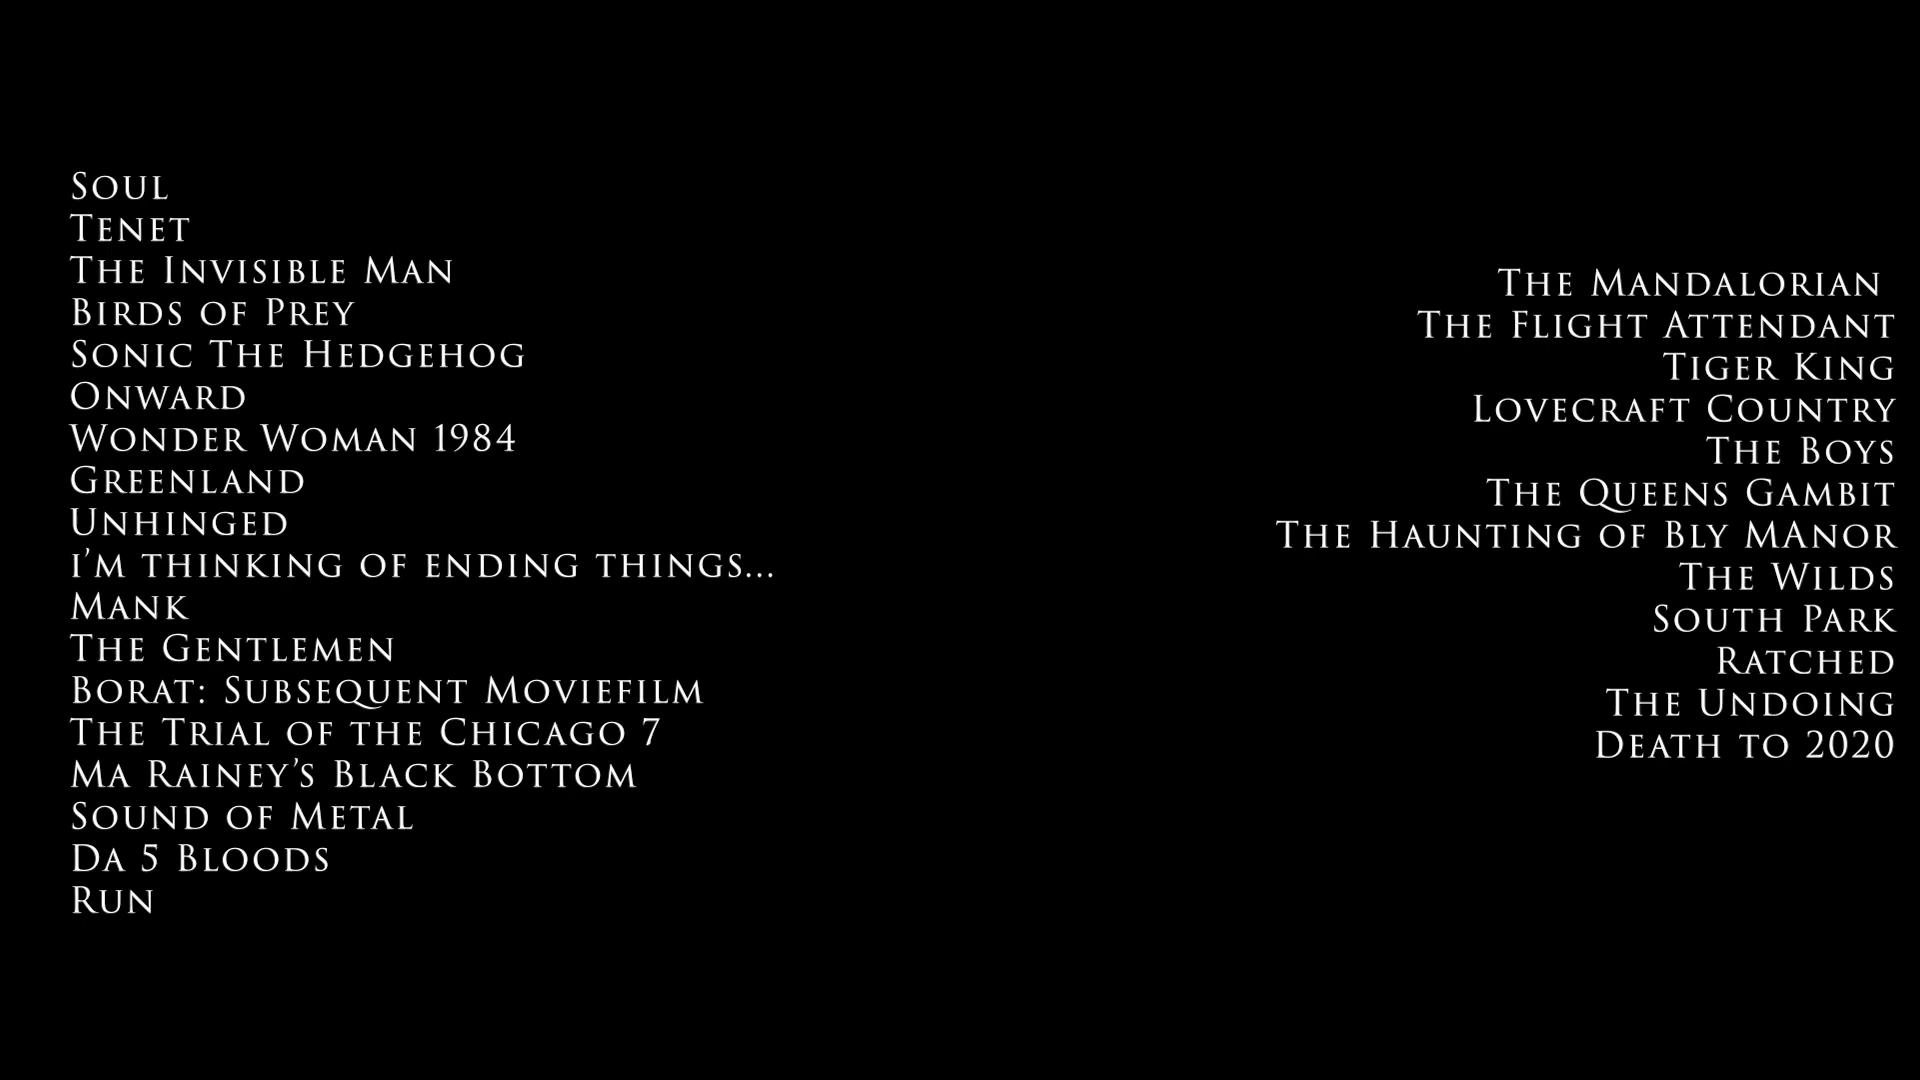 Soul
Tenet
The Invisible Man
Birds of Prey
Sonic The Hedgehog
Onward
Wonder Woman 1984
Greenland
Unhinged
i’m thinking of ending things...
Mank
The Gentlemen
Borat: Subsequent Moviefilm
The Trial of the Chicago 7
Ma Rainey’s Black Bottom
Sound of Metal
Da 5 Bloods
Run
The Mandalorian
The Flight Attendant
Tiger King
Lovecraft Country
The Boys
The Queens Gambit
The Haunting of Bly MAnor
The Wilds
South Park
Ratched
The Undoing
Death to 2020